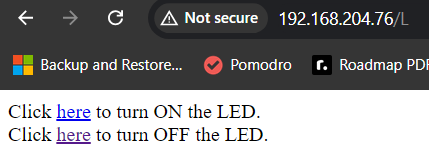 Not secure 192.168.204.76/L
Backup and Restore... Pomodro r. Roadmap PDF
Click here to turn ON the LED.
Click here to turn OFF the LED.